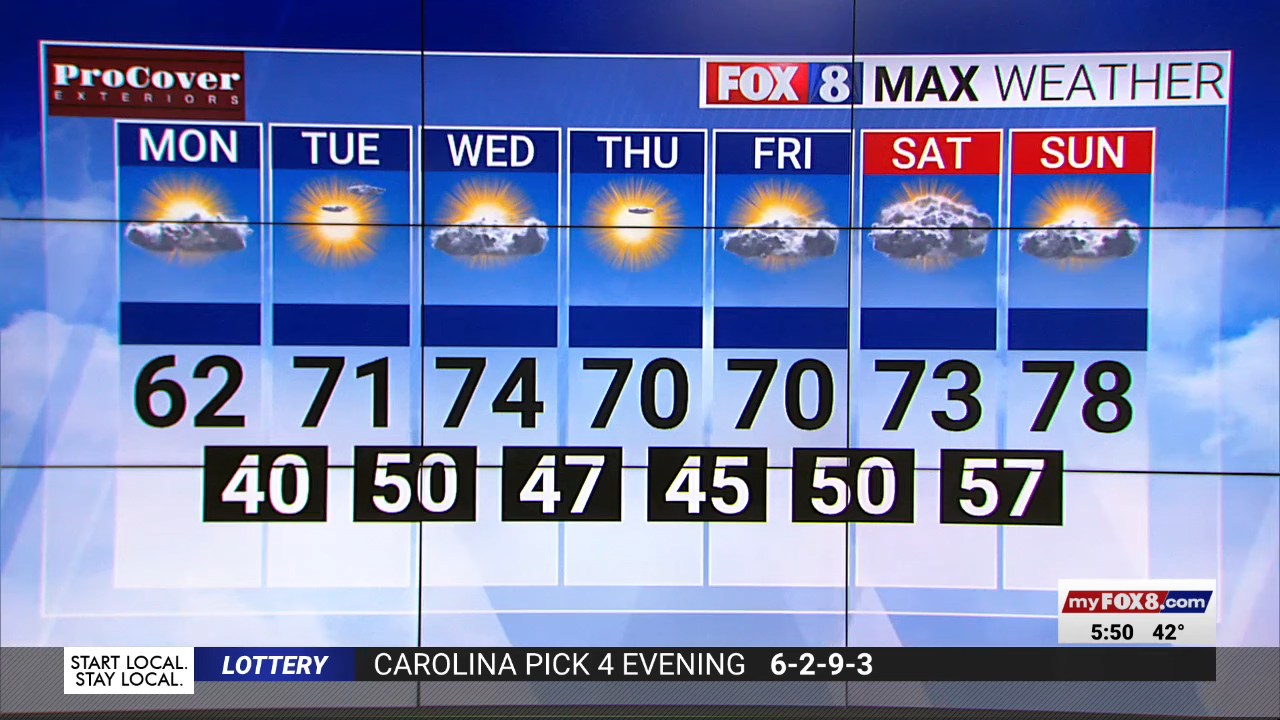 ProCover
EXTERIORS
FOX 8 MAX WEATHER
MON TUE WED THU FRI SAT SUN
62 71 74 70 70 73 78
40 50 47 45 50 57
myFOX8.com
5:50 42°
START LOCAL.
STAY LOCAL.
LOTTERY CAROLINA PICK 4 EVENING 6-2-9-3